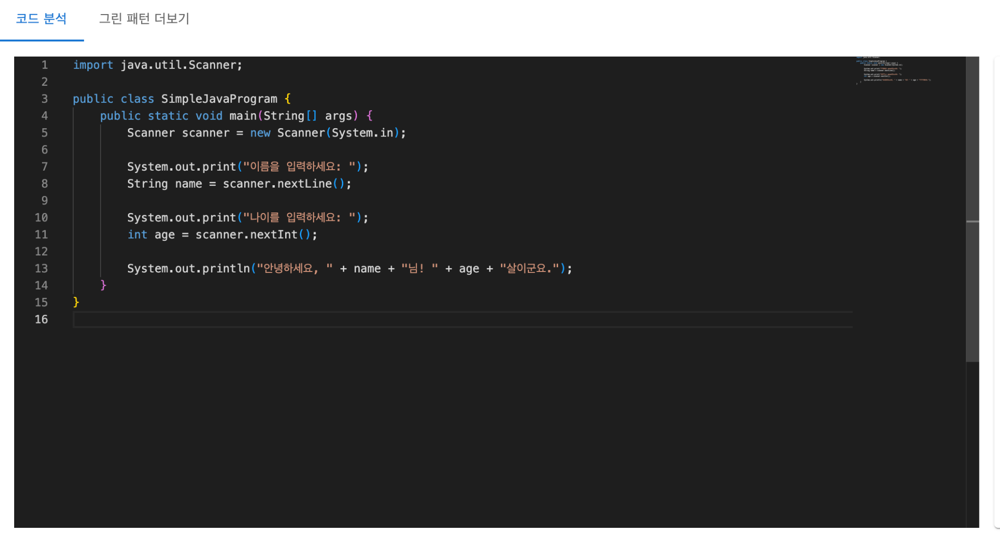 코드 분석 그린 패턴 더보기
1 import java.util.Scanner;
2
3 public class SimpleJavaProgram {
4     public static void main(String[] args) {
5         Scanner scanner = new Scanner(System.in);
6
7         System.out.print("이름을 입력하세요: ");
8         String name = scanner.nextLine();
9
10         System.out.print("나이를 입력하세요: ");
11         int age = scanner.nextInt();
12
13         System.out.println("안녕하세요, " + name + "님! " + age + "살이군요.");
14     }
15 }
16